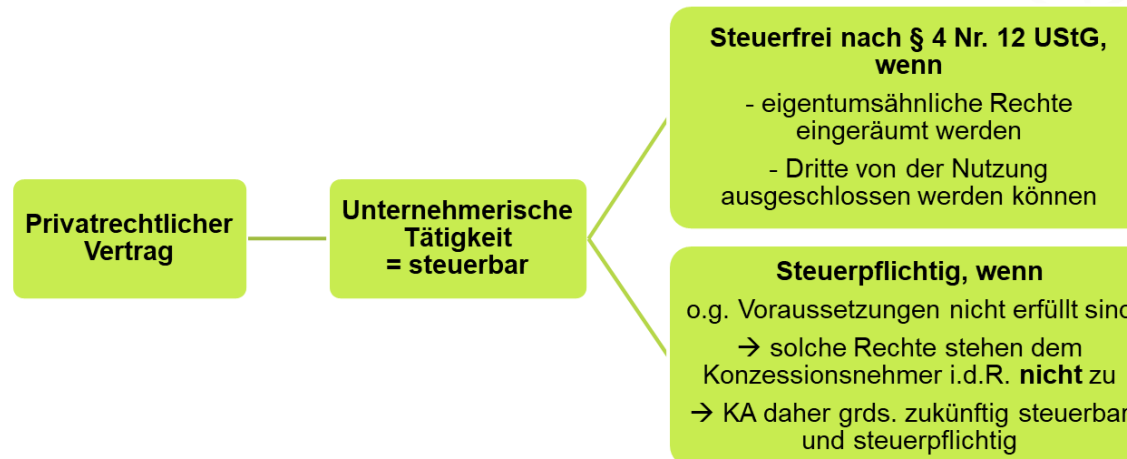 Privatrechtlicher
Vertrag
Unternehmerische
Tätigkeit
= steuerbar
Steuerfrei nach § 4 Nr. 12 UStG,
wenn
- eigentumsähnliche Rechte
eingeräumt werden
- Dritte von der Nutzung
ausgeschlossen werden können
Steuerpflichtig, wenn
o.g. Voraussetzungen nicht erfüllt sind
→ solche Rechte stehen dem
Konzessionsnehmer i.d.R. nicht zu
→ KA daher grds. zukünftig steuerbar
und steuerpflichtig